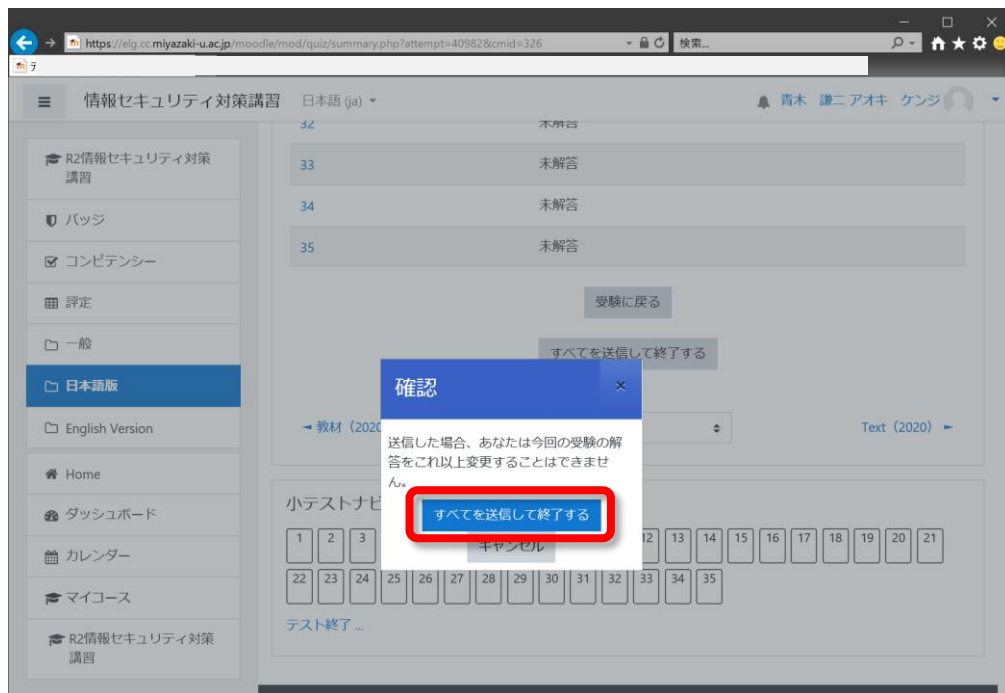 https://elg.cc.miyazaki-u.ac.jp/moodle/mod/quiz/summary.php?attempt=40982&cmid=326
検索...
テ
情報セキュリティ対策講習
日本語 (ja)
青木 謙二 アオキ ケンジ
R2情報セキュリティ対策
講習
バッジ
コンピテンシー
評定
一般
日本語版
English Version
Home
ダッシュボード
カレンダー
マイコース
R2情報セキュリティ対策
講習
32 未解答
33 未解答
34 未解答
35 未解答
受験に戻る
すべてを送信して終了する
確認
×
送信した場合、あなたは今回の受験の解
答をこれ以上変更することはできませ
ん。
すべてを送信して終了する
キャンセル
教材（2020
Text（2020）
小テストナビ
1 2 3 12 13 14 15 16 17 18 19 20 21
22 23 24 25 26 27 28 29 30 31 32 33 34 35
テスト終了 ...